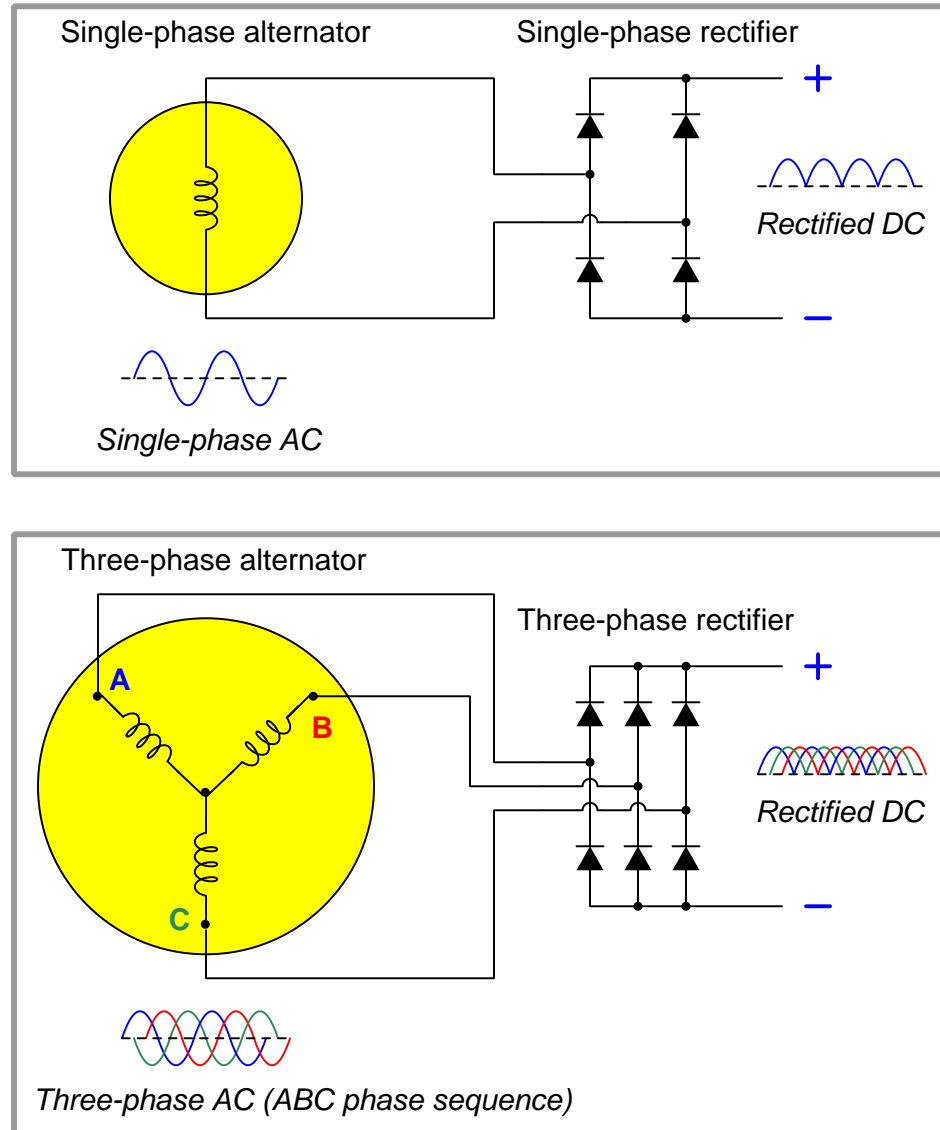 Single-phase alternator
Single-phase rectifier
+
Rectified DC
−
Single-phase AC
Three-phase alternator
Three-phase rectifier
A
B
C
+
Rectified DC
−
Three-phase AC (ABC phase sequence)